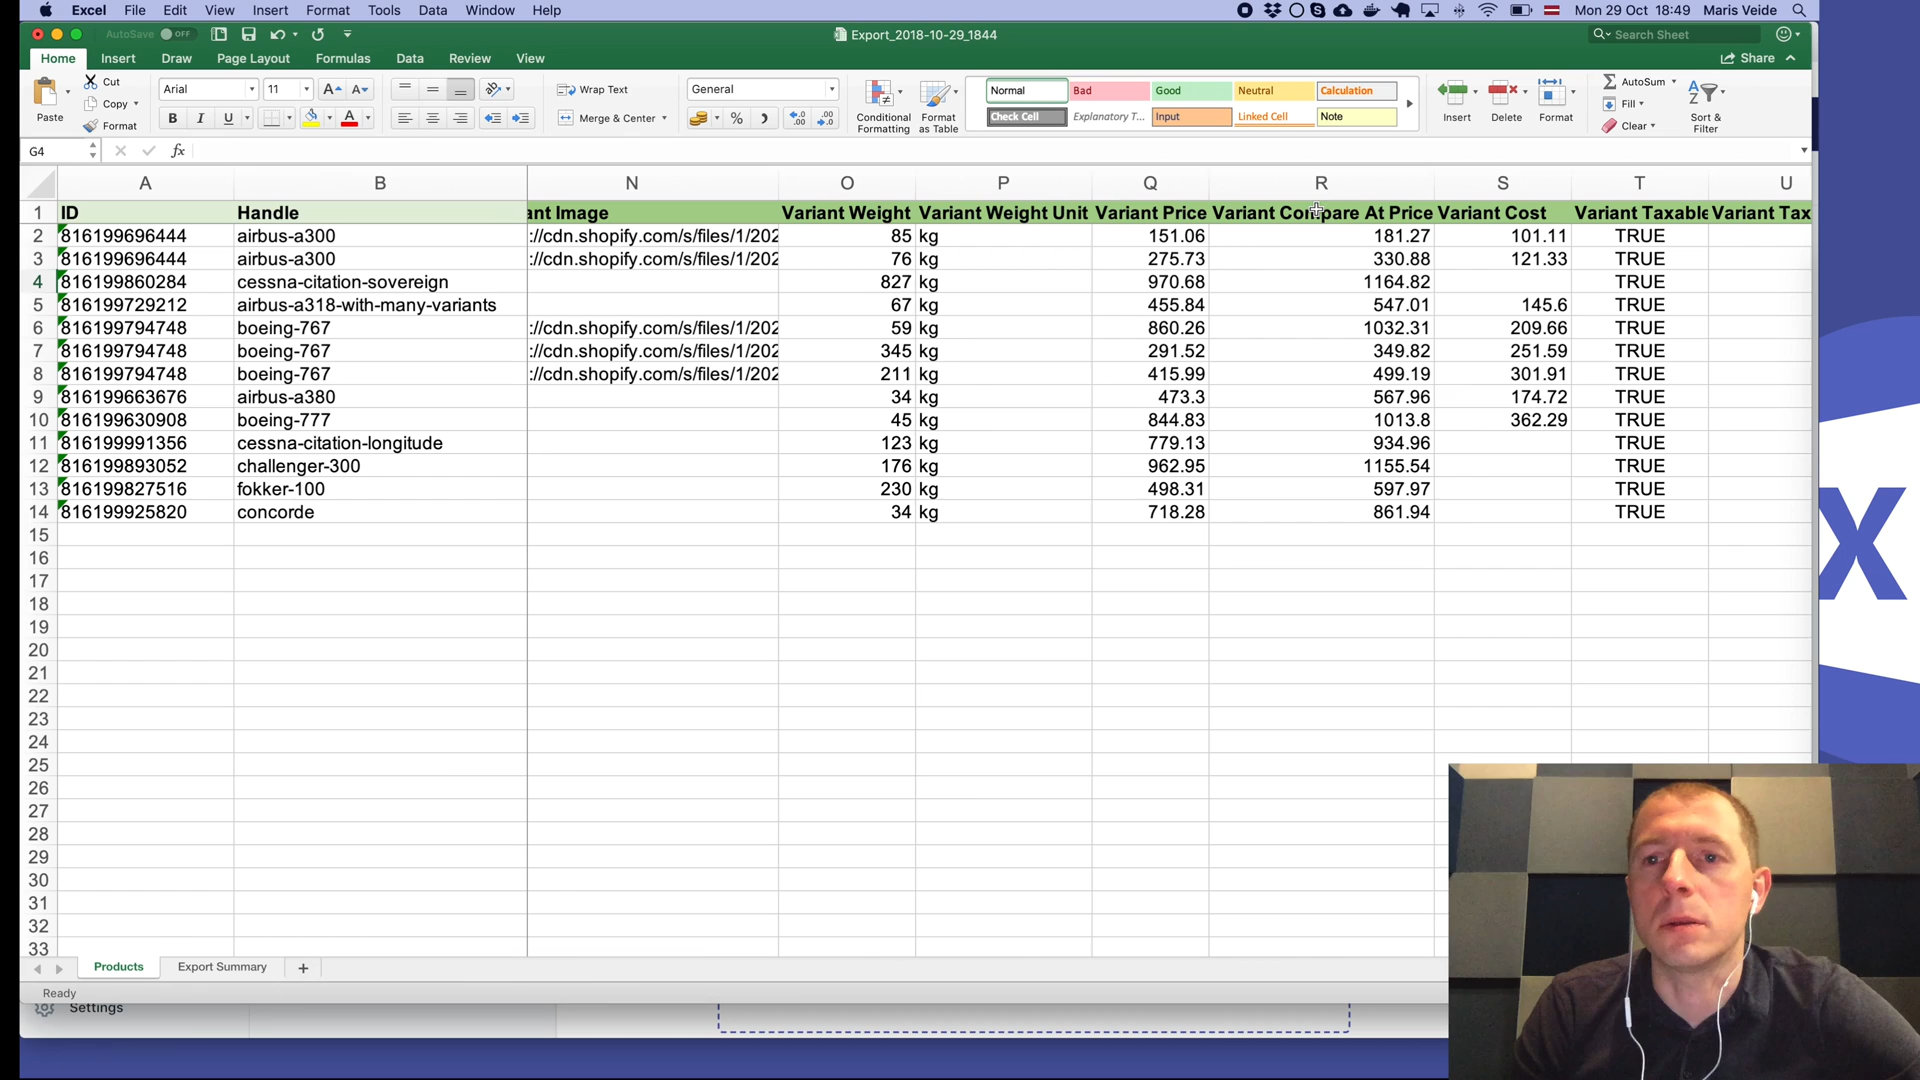 Excel File Edit View Insert Format Tools Data Window Help Mon 29 Oct 18:49 Maris Veide
AutoSave OFF Export_2018-10-29_1844 Search Sheet
Home Insert Draw Page Layout Formulas Data Review View Share
Paste Cut Copy Format
Arial 11 A A
B I U A
Wrap Text
Merge & Center
General
%
Conditional Formatting
Format as Table
Normal Bad Good Neutral Calculation
Check Cell Explanatory T... Input Linked Cell Note
Insert Delete Format
AutoSum
Fill
Clear
Sort & Filter
G4 fx
A B N O P Q R S T U
1 ID Handle ant Image Variant Weight Variant Weight Unit Variant Price Variant Compare At Price Variant Cost Variant Taxable Variant Tax
2 816199696444 airbus-a300 ://cdn.shopify.com/s/files/1/202 85 kg 151.06 181.27 101.11 TRUE
3 816199696444 airbus-a300 ://cdn.shopify.com/s/files/1/202 76 kg 275.73 330.88 121.33 TRUE
4 816199860284 cessna-citation-sovereign 827 kg 970.68 1164.82 TRUE
5 816199729212 airbus-a318-with-many-variants 67 kg 455.84 547.01 145.6 TRUE
6 816199794748 boeing-767 ://cdn.shopify.com/s/files/1/202 59 kg 860.26 1032.31 209.66 TRUE
7 816199794748 boeing-767 ://cdn.shopify.com/s/files/1/202 345 kg 291.52 349.82 251.59 TRUE
8 816199794748 boeing-767 ://cdn.shopify.com/s/files/1/202 211 kg 415.99 499.19 301.91 TRUE
9 816199663676 airbus-a380 34 kg 473.3 567.96 174.72 TRUE
10 816199630908 boeing-777 45 kg 844.83 1013.8 362.29 TRUE
11 816199991356 cessna-citation-longitude 123 kg 779.13 934.96 TRUE
12 816199893052 challenger-300 176 kg 962.95 1155.54 TRUE
13 816199827516 fokker-100 230 kg 498.31 597.97 TRUE
14 816199925820 concorde 34 kg 718.28 861.94 TRUE
15
16
17
18
19
20
21
22
23
24
25
26
27
28
29
30
31
32
33
Products Export Summary +
Ready
Settings
X